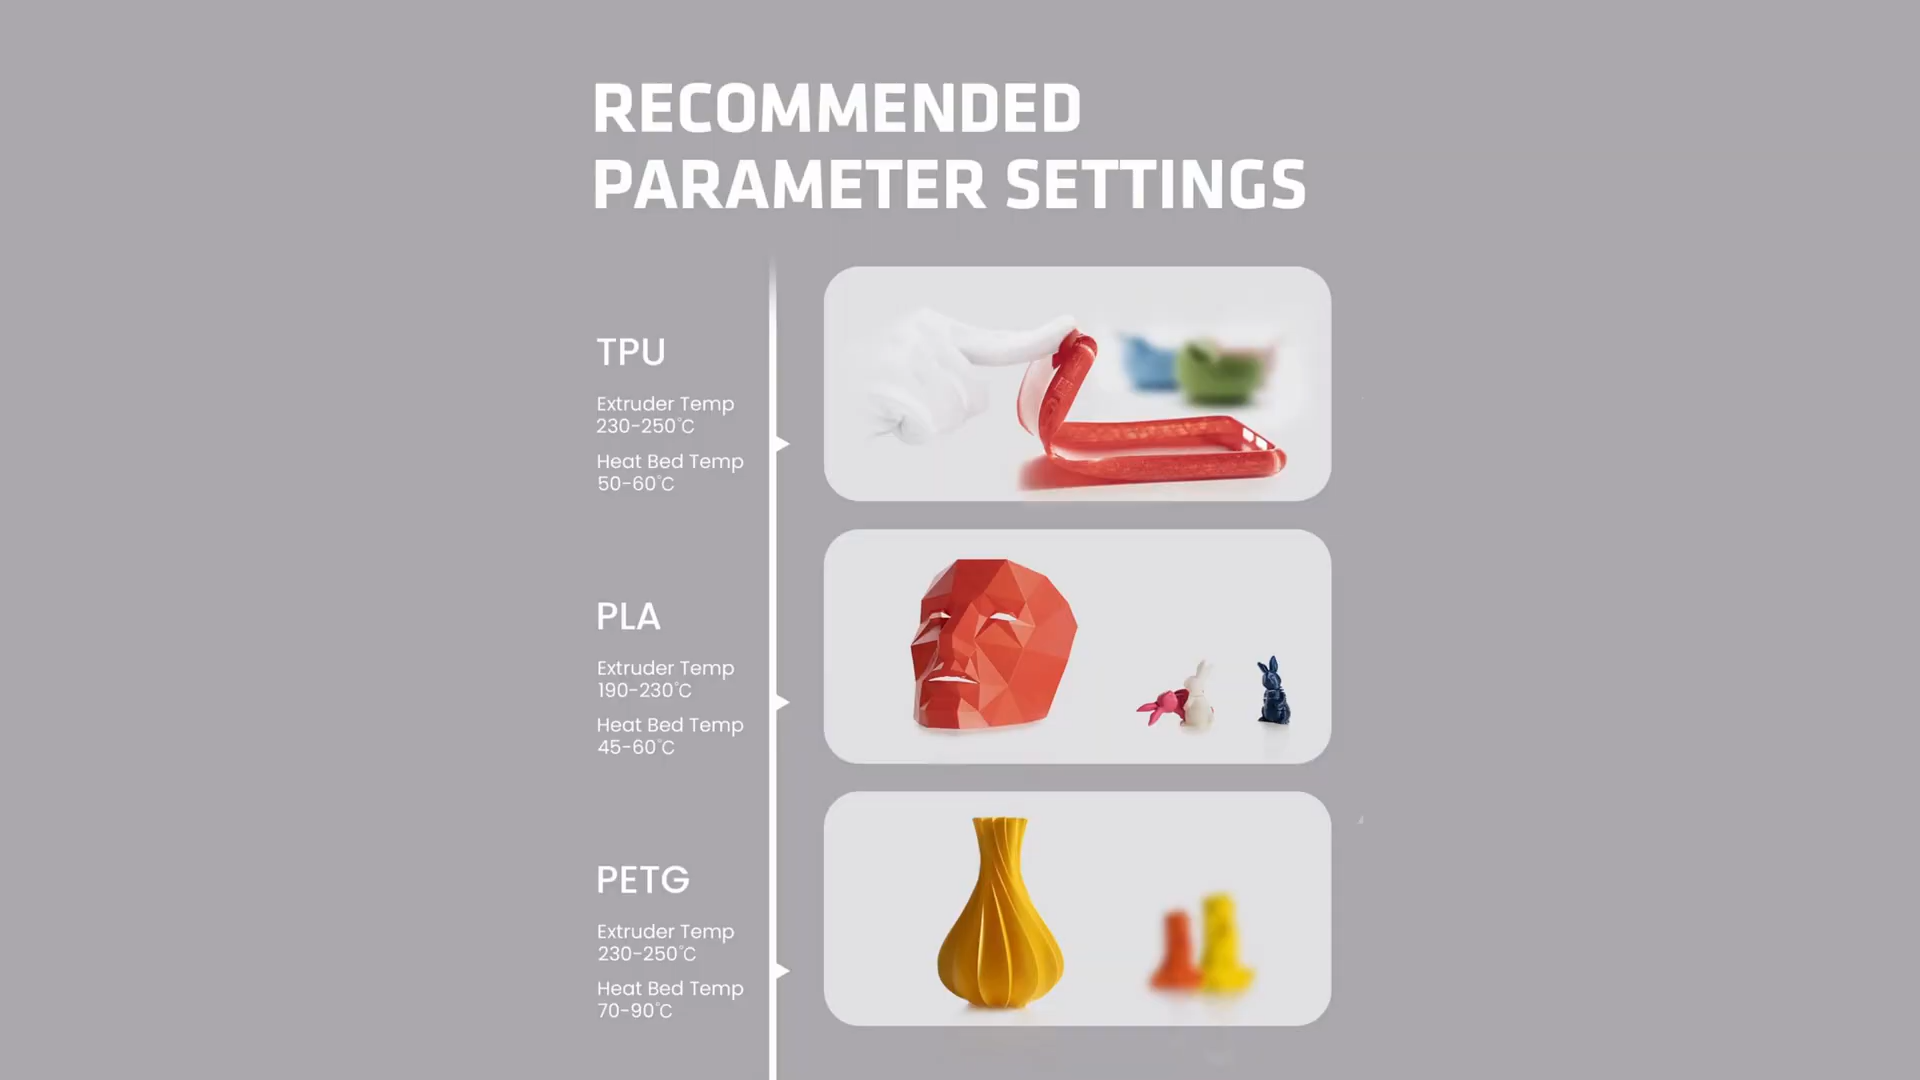 RECOMMENDED
PARAMETER SETTINGS
TPU
Extruder Temp
230-250°C
Heat Bed Temp
50-60°C
PLA
Extruder Temp
190-230°C
Heat Bed Temp
45-60°C
PETG
Extruder Temp
230-250°C
Heat Bed Temp
70-90°C